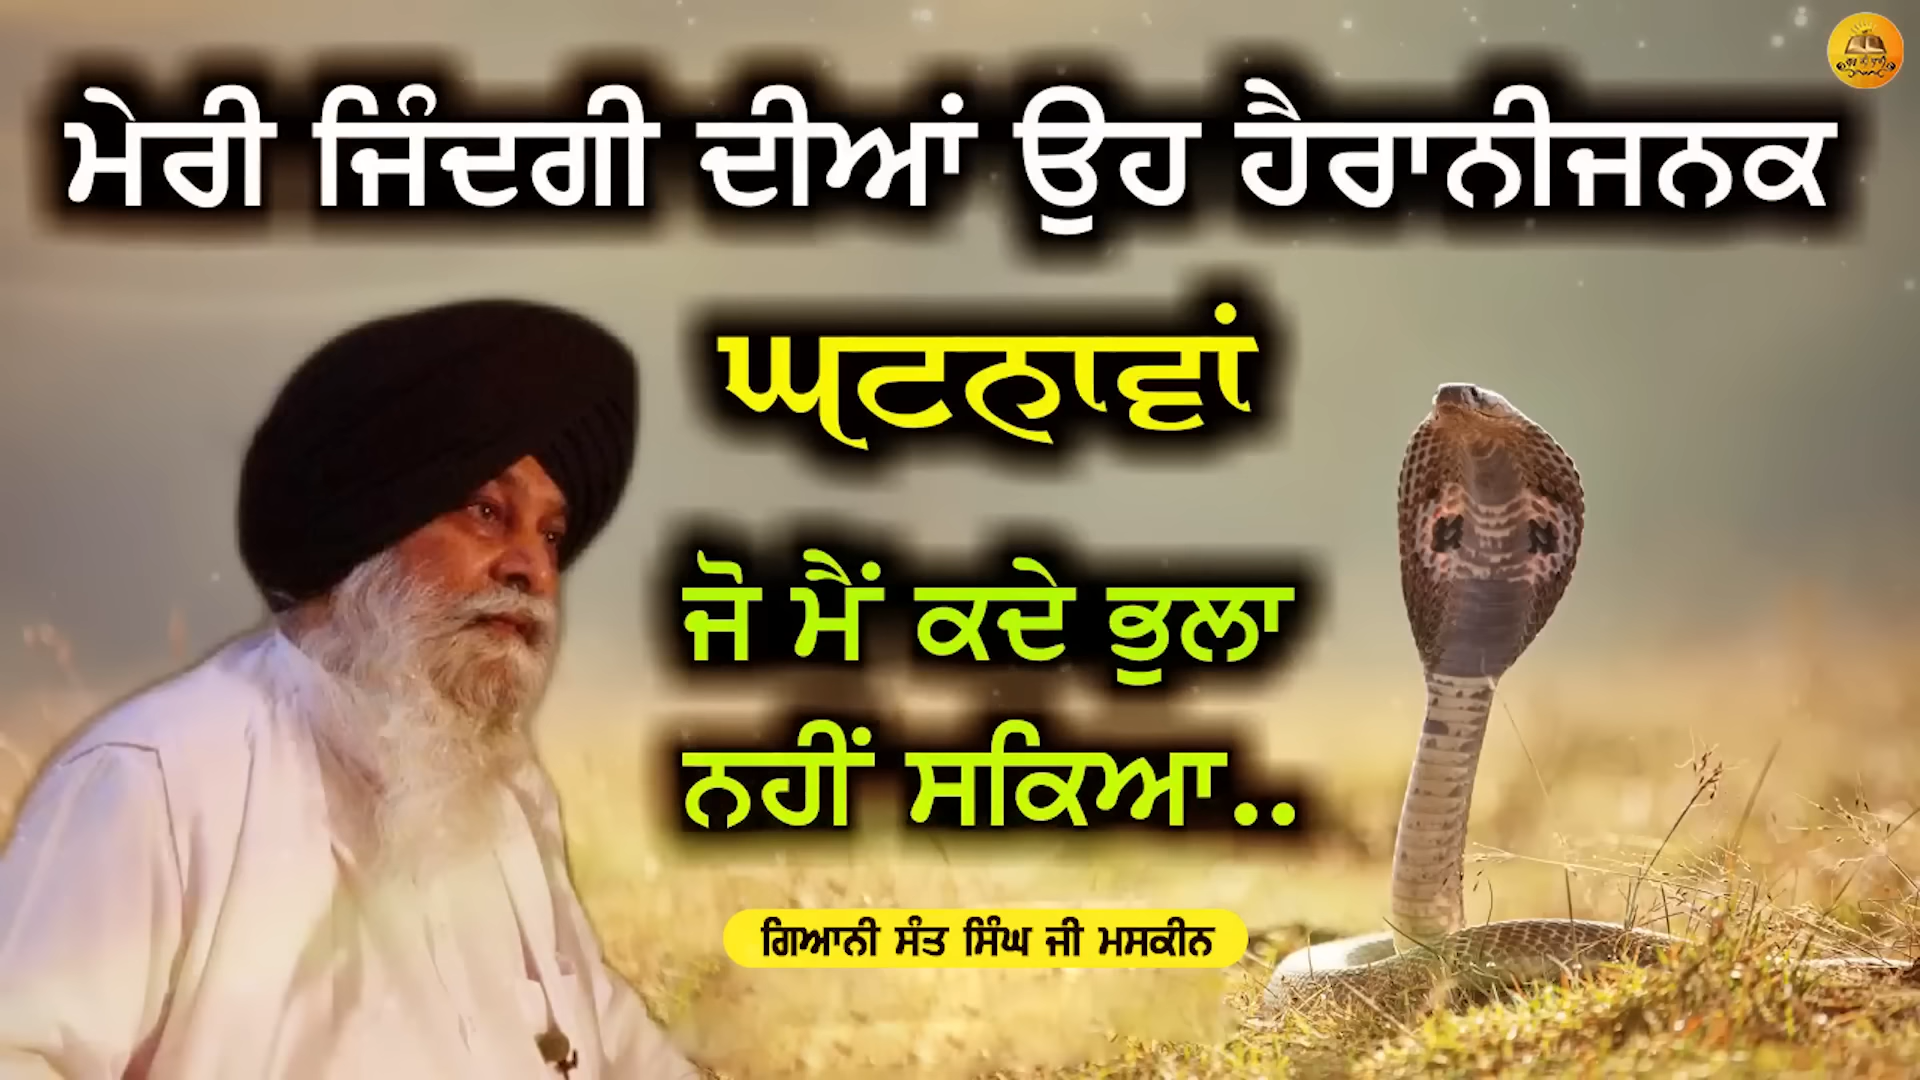 ਮੇਰੀ ਜਿੰਦਗੀ ਦੀਆਂ ਉਹ ਹੈਰਾਨੀਜਨਕ
ਘਟਨਾਵਾਂ
ਜੋ ਮੈਂ ਕਦੇ ਭੁਲਾ
ਨਹੀਂ ਸਕਿਆ..
ਗਿਆਨੀ ਸੰਤ ਸਿੰਘ ਜੀ ਮਸਕੀਨ